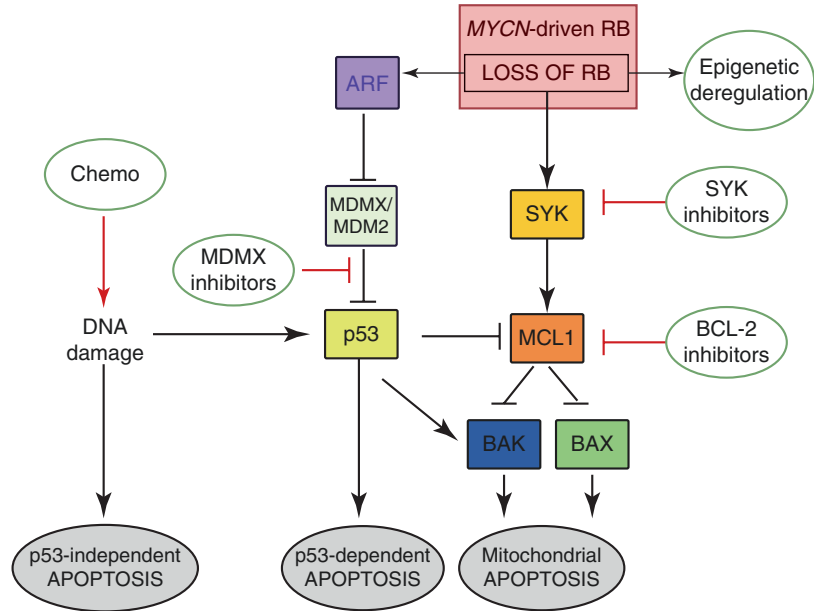 MYCN-driven RB
LOSS OF RB
ARF
Epigenetic
deregulation
Chemo
MDMX/
MDM2
SYK
SYK
inhibitors
MDMX
inhibitors
DNA
damage
p53
MCL1
BCL-2
inhibitors
BAK
BAX
p53-independent
APOPTOSIS
p53-dependent
APOPTOSIS
Mitochondrial
APOPTOSIS